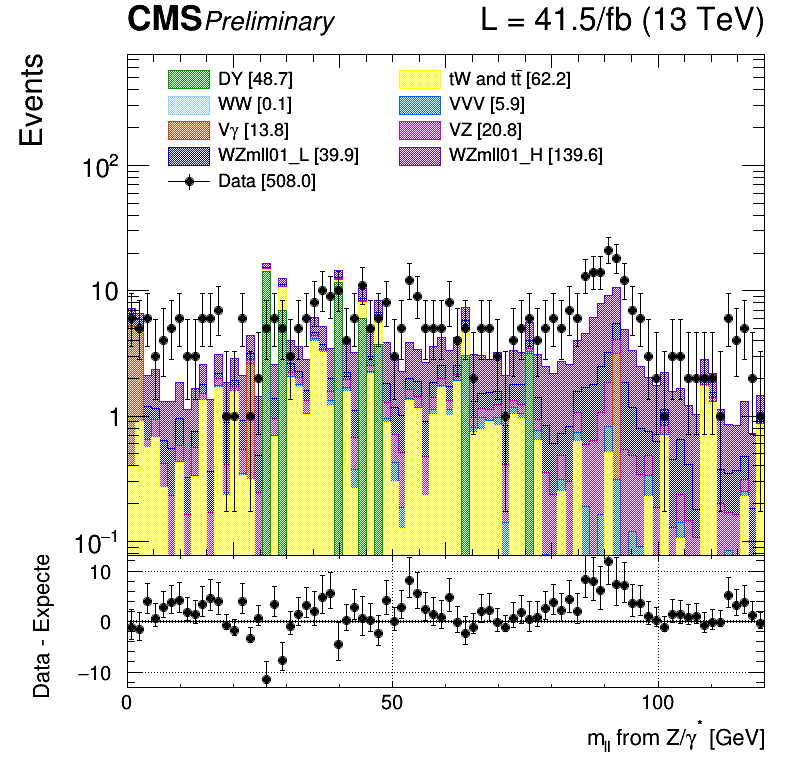 CMS Preliminary L = 41.5/fb (13 TeV)
Events
DY [48.7] tW and tt̄ [62.2]
WW [0.1] VVV [5.9]
Vγ [13.8] VZ [20.8]
WZmll01_L [39.9] WZmll01_H [139.6]
Data [508.0]
10²
10
1
10⁻¹
Data - Expecte
10
0
−10
0 50 100
m_ll from Z/γ* [GeV]